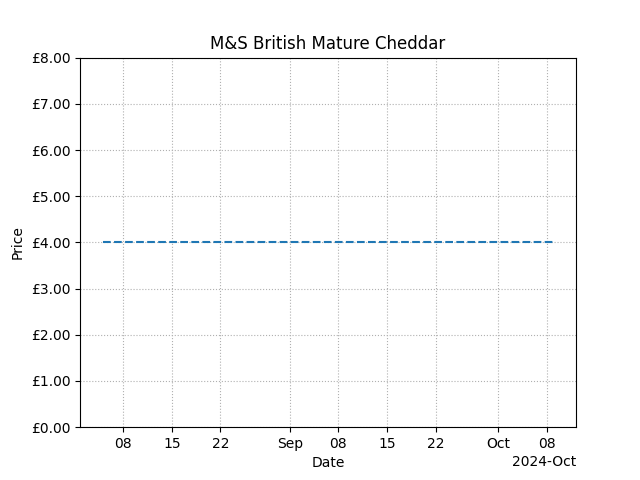 M&S British Mature Cheddar
£8.00
£7.00
£6.00
£5.00
£4.00
£3.00
£2.00
£1.00
£0.00
Price
08 15 22 Sep 08 15 22 Oct 08
Date
2024-Oct